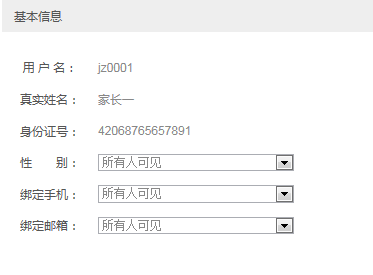 基本信息
用 户 名： jz0001
真实姓名： 家长一
身份证号： 42068765657891
性 别： 所有人可见
绑定手机： 所有人可见
绑定邮箱： 所有人可见